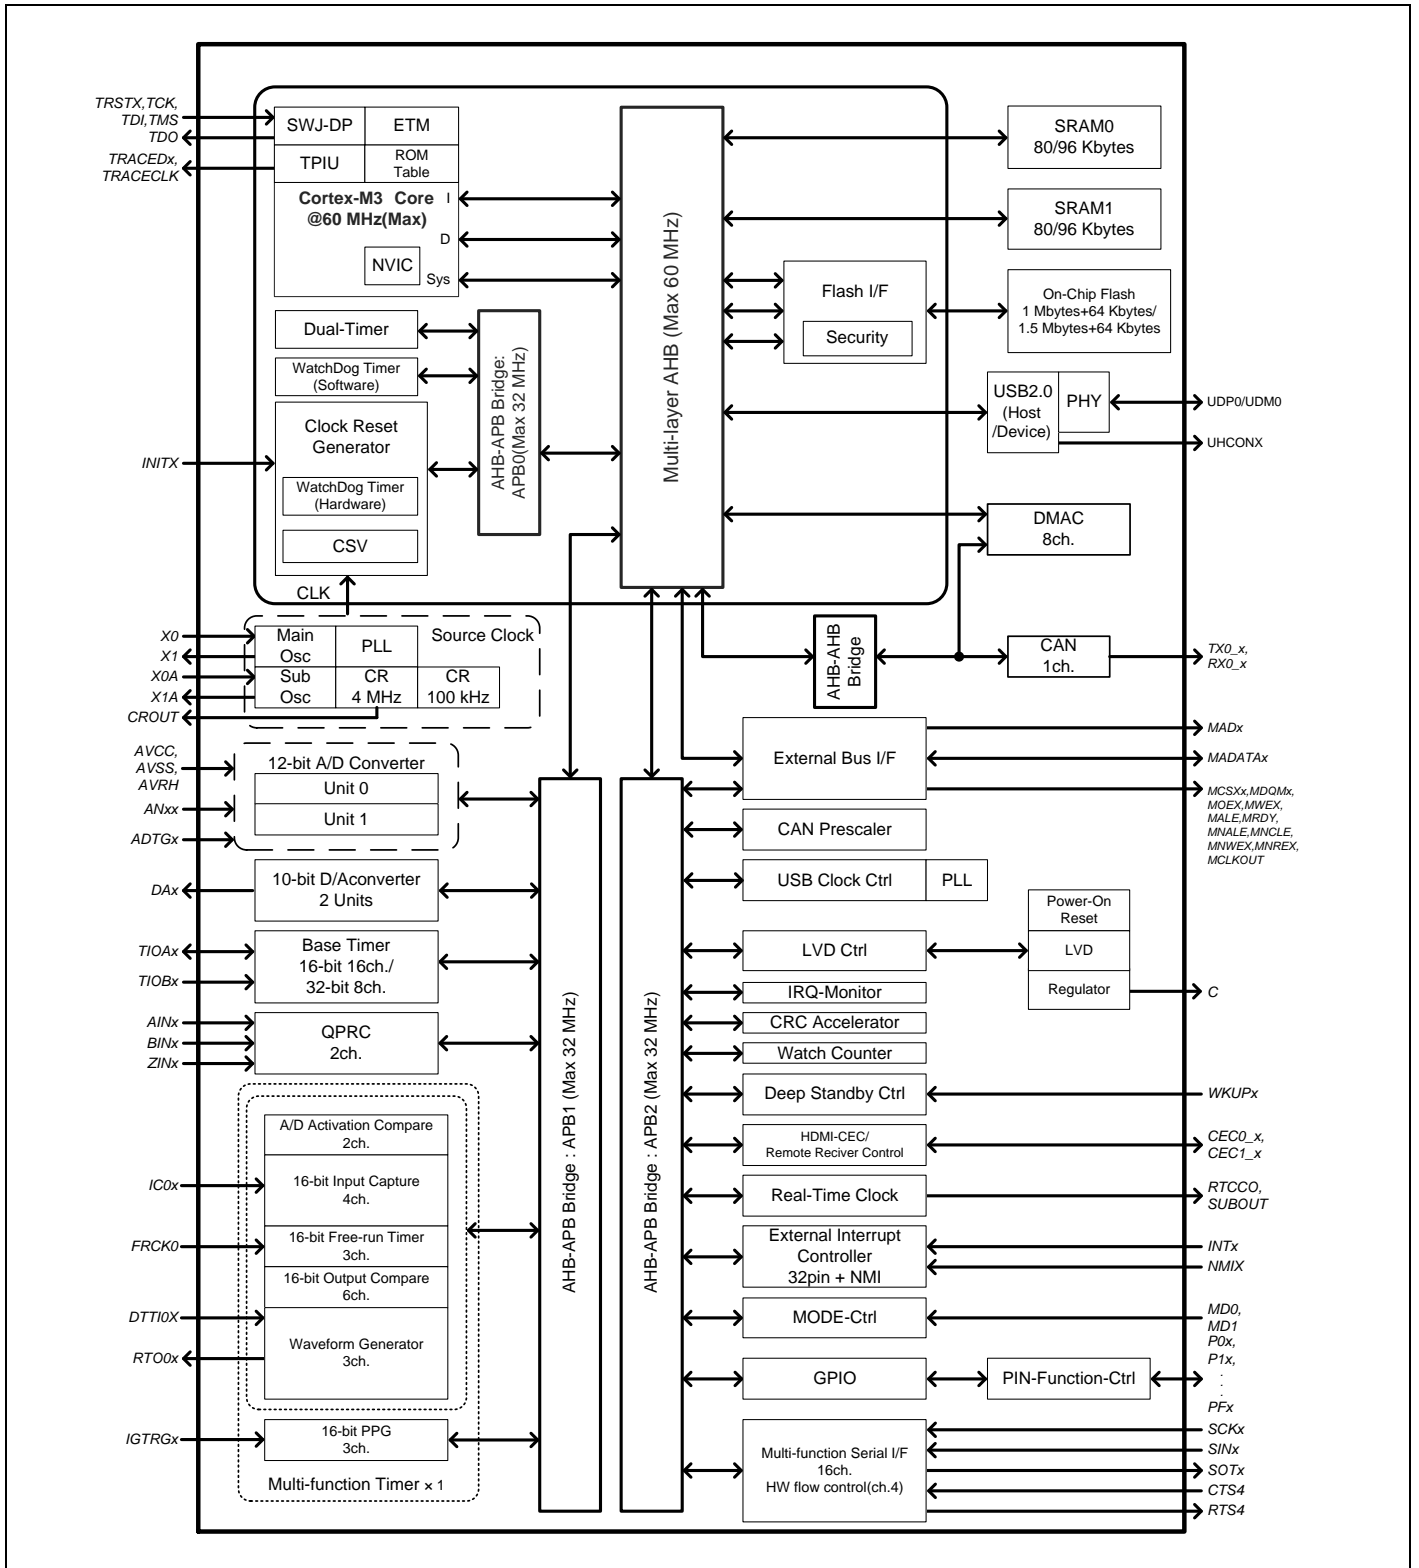 TRSTX,TCK,
TDI,TMS
TDO
TRACEDx,
TRACECLK
SWJ-DP
ETM
TPIU
ROM
Table
Cortex-M3 Core
@60 MHz(Max)
I
D
NVIC
Sys
Dual-Timer
WatchDog Timer
(Software)
Clock Reset
Generator
WatchDog Timer
(Hardware)
CSV
INITX
CLK
AHB-APB Bridge:
APB0(Max 32 MHz)
Multi-layer AHB (Max 60 MHz)
SRAM0
80/96 Kbytes
SRAM1
80/96 Kbytes
Flash I/F
Security
On-Chip Flash
1 Mbytes+64 Kbytes/
1.5 Mbytes+64 Kbytes
USB2.0
(Host
/Device)
PHY
UDP0/UDM0
UHCONX
DMAC
8ch.
AHB-AHB
Bridge
CAN
1ch.
TX0_x,
RX0_x
X0
X1
X0A
X1A
CROUT
Main
Osc
PLL
Source Clock
Sub
Osc
CR
4 MHz
CR
100 kHz
AVCC,
AVSS,
AVRH
ANxx
ADTGx
12-bit A/D Converter
Unit 0
Unit 1
DAx
10-bit D/Aconverter
2 Units
TIOAx
TIOBx
Base Timer
16-bit 16ch./
32-bit 8ch.
AINx
BINx
ZINx
QPRC
2ch.
A/D Activation Compare
2ch.
IC0x
16-bit Input Capture
4ch.
FRCK0
16-bit Free-run Timer
3ch.
16-bit Output Compare
6ch.
DTTI0X
RTO0x
Waveform Generator
3ch.
IGTRGx
16-bit PPG
3ch.
Multi-function Timer × 1
AHB-APB Bridge : APB1 (Max 32 MHz)
AHB-APB Bridge : APB2 (Max 32 MHz)
External Bus I/F
MADx
MADATAx
MCSXx,MDQMx,
MOEX,MWEX,
MALE,MRDY,
MNALE,MNCLE,
MNWEX,MNREX,
MCLKOUT
CAN Prescaler
USB Clock Ctrl
PLL
Power-On
Reset
LVD Ctrl
LVD
Regulator
C
IRQ-Monitor
CRC Accelerator
Watch Counter
Deep Standby Ctrl
WKUPx
HDMI-CEC/
Remote Reciver Control
CEC0_x,
CEC1_x
Real-Time Clock
RTCCO,
SUBOUT
External Interrupt
Controller
32pin + NMI
INTx
NMIX
MODE-Ctrl
MD0,
MD1
GPIO
PIN-Function-Ctrl
P0x,
P1x,
.
.
.
PFx
Multi-function Serial I/F
16ch.
HW flow control(ch.4)
SCKx
SINx
SOTx
CTS4
RTS4